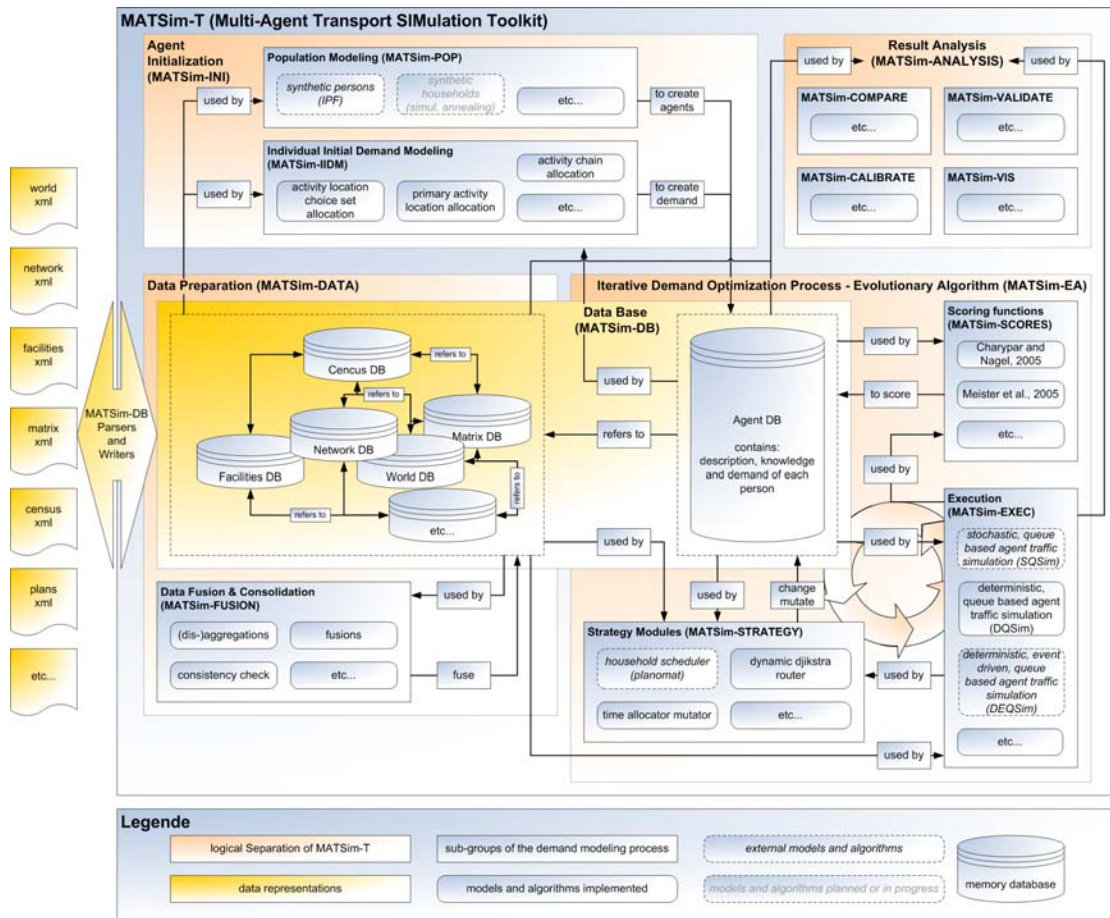 MATSim-T (Multi-Agent Transport SIMulation Toolkit)
Agent
Initialization
(MATSim-INI)
Population Modeling (MATSim-POP)
synthetic persons
(IPF)
synthetic
households
(simul. annealing)
etc...
used by
to create
agents
Individual Initial Demand Modeling
(MATSim-IIDM)
activity chain
allocation
activity location
choice set
allocation
primary activity
location allocation
etc...
used by
to create
demand
Result Analysis
(MATSim-ANALYSIS)
used by
used by
MATSim-COMPARE
etc...
MATSim-VALIDATE
etc...
MATSim-CALIBRATE
etc...
MATSim-VIS
etc...
world
xml
network
xml
facilities
xml
matrix
xml
census
xml
plans
xml
etc...
MATSim-DB
Parsers
and
Writers
Data Preparation (MATSim-DATA)
Data Base
(MATSim-DB)
Cencus DB
refers to
refers to
Network DB
Matrix DB
Facilities DB
World DB
refers to
refers to
etc...
used by
refers to
Agent DB
contains:
description, knowledge
and demand of each
person
Iterative Demand Optimization Process - Evolutionary Algorithm (MATSim-EA)
Scoring functions
(MATSim-SCORES)
Charypar and
Nagel, 2005
Meister et al., 2005
etc...
used by
to score
used by
Execution
(MATSim-EXEC)
stochastic, queue
based agent traffic
simulation (SQSim)
deterministic,
queue based agent
traffic simulation
(DQSim)
deterministic, event
driven, queue
based agent traffic
simulation
(DEQSim)
etc...
used by
used by
used by
used by
used by
change
mutate
Data Fusion & Consolidation
(MATSim-FUSION)
(dis-)aggregations
fusions
consistency check
etc...
used by
fuse
Strategy Modules (MATSim-STRATEGY)
household scheduler
(planomat)
dynamic djikstra
router
time allocator mutator
etc...
Legende
logical Separation of MATSim-T
sub-groups of the demand modeling process
external models and algorithms
data representations
models and algorithms implemented
models and algorithms planned or in progress
memory database